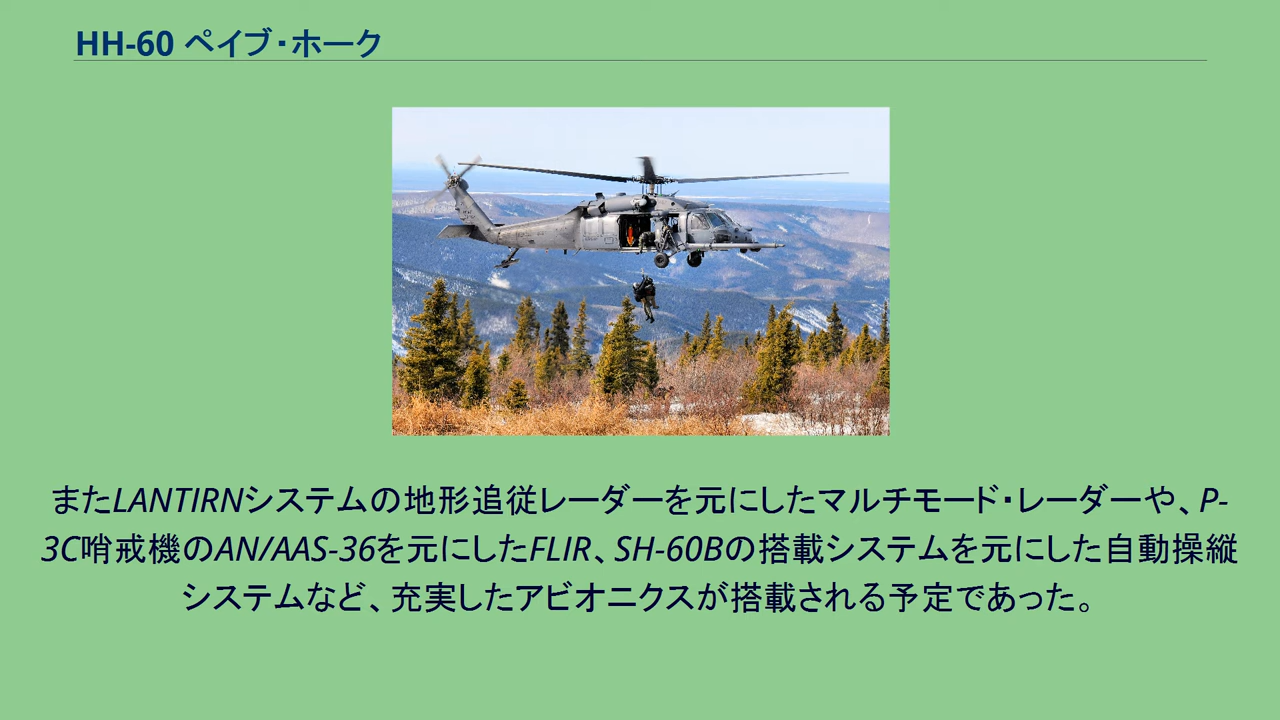 HH-60 ペイブ・ホーク
またLANTIRNシステムの地形追従レーダーを元にしたマルチモード・レーダーや、P-
3C哨戒機のAN/AAS-36を元にしたFLIR、SH-60Bの搭載システムを元にした自動操縦
システムなど、充実したアビオニクスが搭載される予定であった。